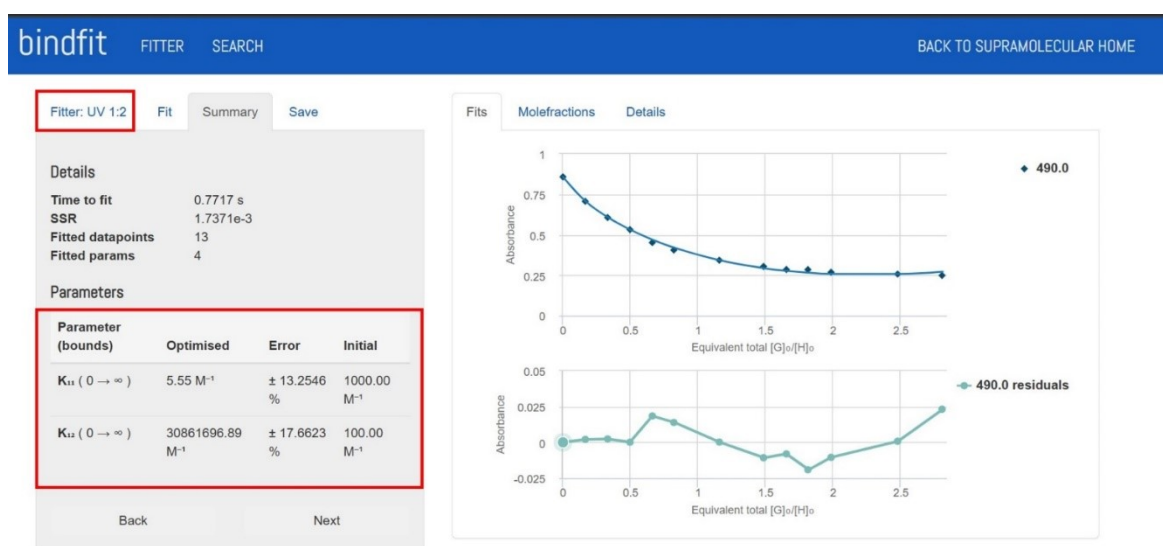 bindfit FITTER SEARCH BACK TO SUPRAMOLECULAR HOME
Fitter: UV 1:2 Fit Summary Save
Details
Time to fit 0.7717 s
SSR 1.7371e-3
Fitted datapoints 13
Fitted params 4
Parameters
Parameter
(bounds) Optimised Error Initial
K₁₁ ( 0 → ∞ ) 5.55 M⁻¹ ± 13.2546 1000.00
% M⁻¹
K₁₂ ( 0 → ∞ ) 30861696.89 ± 17.6623 100.00
M⁻¹ % M⁻¹
Back Next
Fits Molefractions Details
1
0.75
0.5
0.25
0
Absorbance
0 0.5 1 1.5 2 2.5
Equivalent total [G]₀/[H]₀
490.0
0.05
0.025
0
-0.025
Absorbance
0 0.5 1 1.5 2 2.5
Equivalent total [G]₀/[H]₀
490.0 residuals